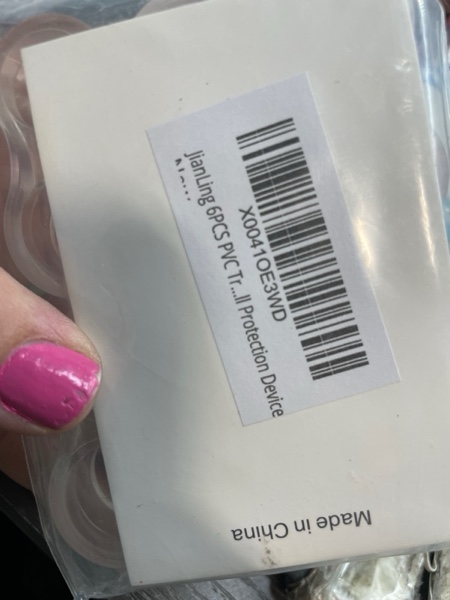 X0041OE3WD
JianLing 6PCS PVC Tr...ll Protection Device
Made in China